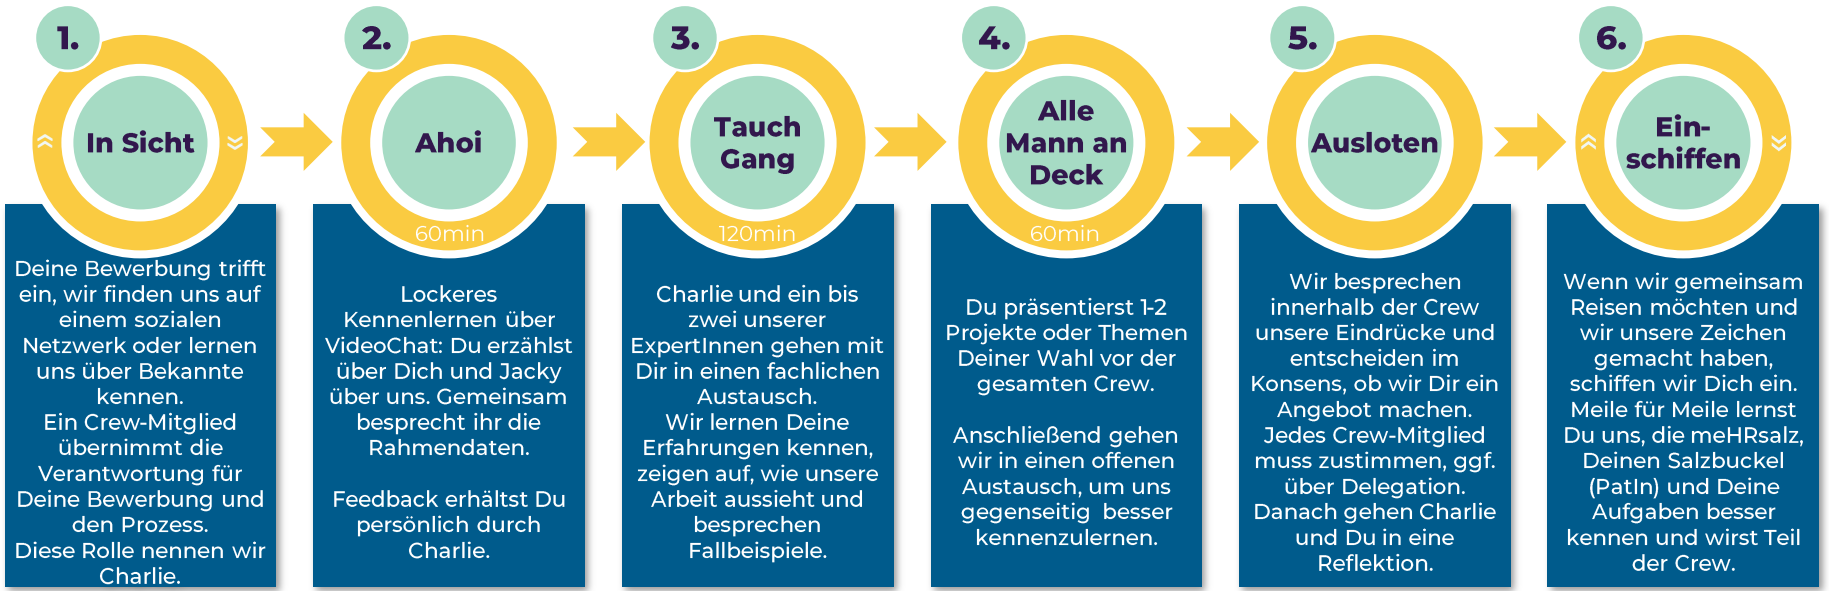 1.
In Sicht
Deine Bewerbung trifft
ein, wir finden uns auf
einem sozialen
Netzwerk oder lernen
uns über Bekannte
kennen.
Ein Crew-Mitglied
übernimmt die
Verantwortung für
Deine Bewerbung und
den Prozess.
Diese Rolle nennen wir
Charlie.
2.
Ahoi
60min
Lockeres
Kennenlernen über
VideoChat: Du erzählst
über Dich und Jacky
über uns. Gemeinsam
besprecht ihr die
Rahmendaten.
Feedback erhältst Du
persönlich durch
Charlie.
3.
Tauch
Gang
120min
Charlie und ein bis
zwei unserer
ExpertInnen gehen mit
Dir in einen fachlichen
Austausch.
Wir lernen Deine
Erfahrungen kennen,
zeigen auf, wie unsere
Arbeit aussieht und
besprechen
Fallbeispiele.
4.
Alle
Mann an
Deck
60min
Du präsentierst 1-2
Projekte oder Themen
Deiner Wahl vor der
gesamten Crew.
Anschließend gehen
wir in einen offenen
Austausch, um uns
gegenseitig besser
kennenzulernen.
5.
Ausloten
Wir besprechen
innerhalb der Crew
unsere Eindrücke und
entscheiden im
Konsens, ob wir Dir ein
Angebot machen.
Jedes Crew-Mitglied
muss zustimmen, ggf.
über Delegation.
Danach gehen Charlie
und Du in eine
Reflektion.
6.
Ein-
schiffen
Wenn wir gemeinsam
Reisen möchten und
wir unsere Zeichen
gemacht haben,
schiffen wir Dich ein.
Meile für Meile lernst
Du uns, die meHRsalz,
Deinen Salzbuckel
(PatIn) und Deine
Aufgaben besser
kennen und wirst Teil
der Crew.